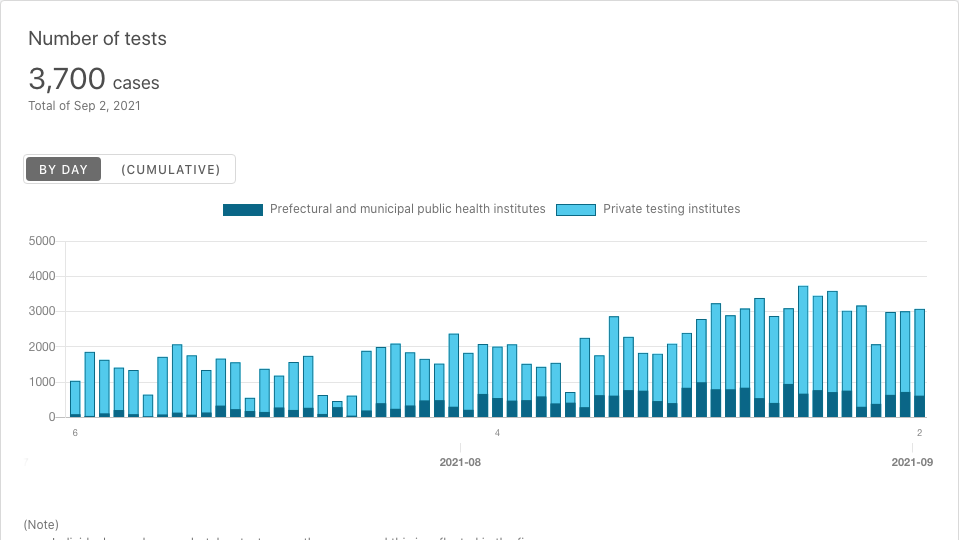 Number of tests
3,700 cases
Total of Sep 2, 2021
BY DAY (CUMULATIVE)
Prefectural and municipal public health institutes Private testing institutes
5000
4000
3000
2000
1000
0
6 4 2
2021-08 2021-09
(Note)